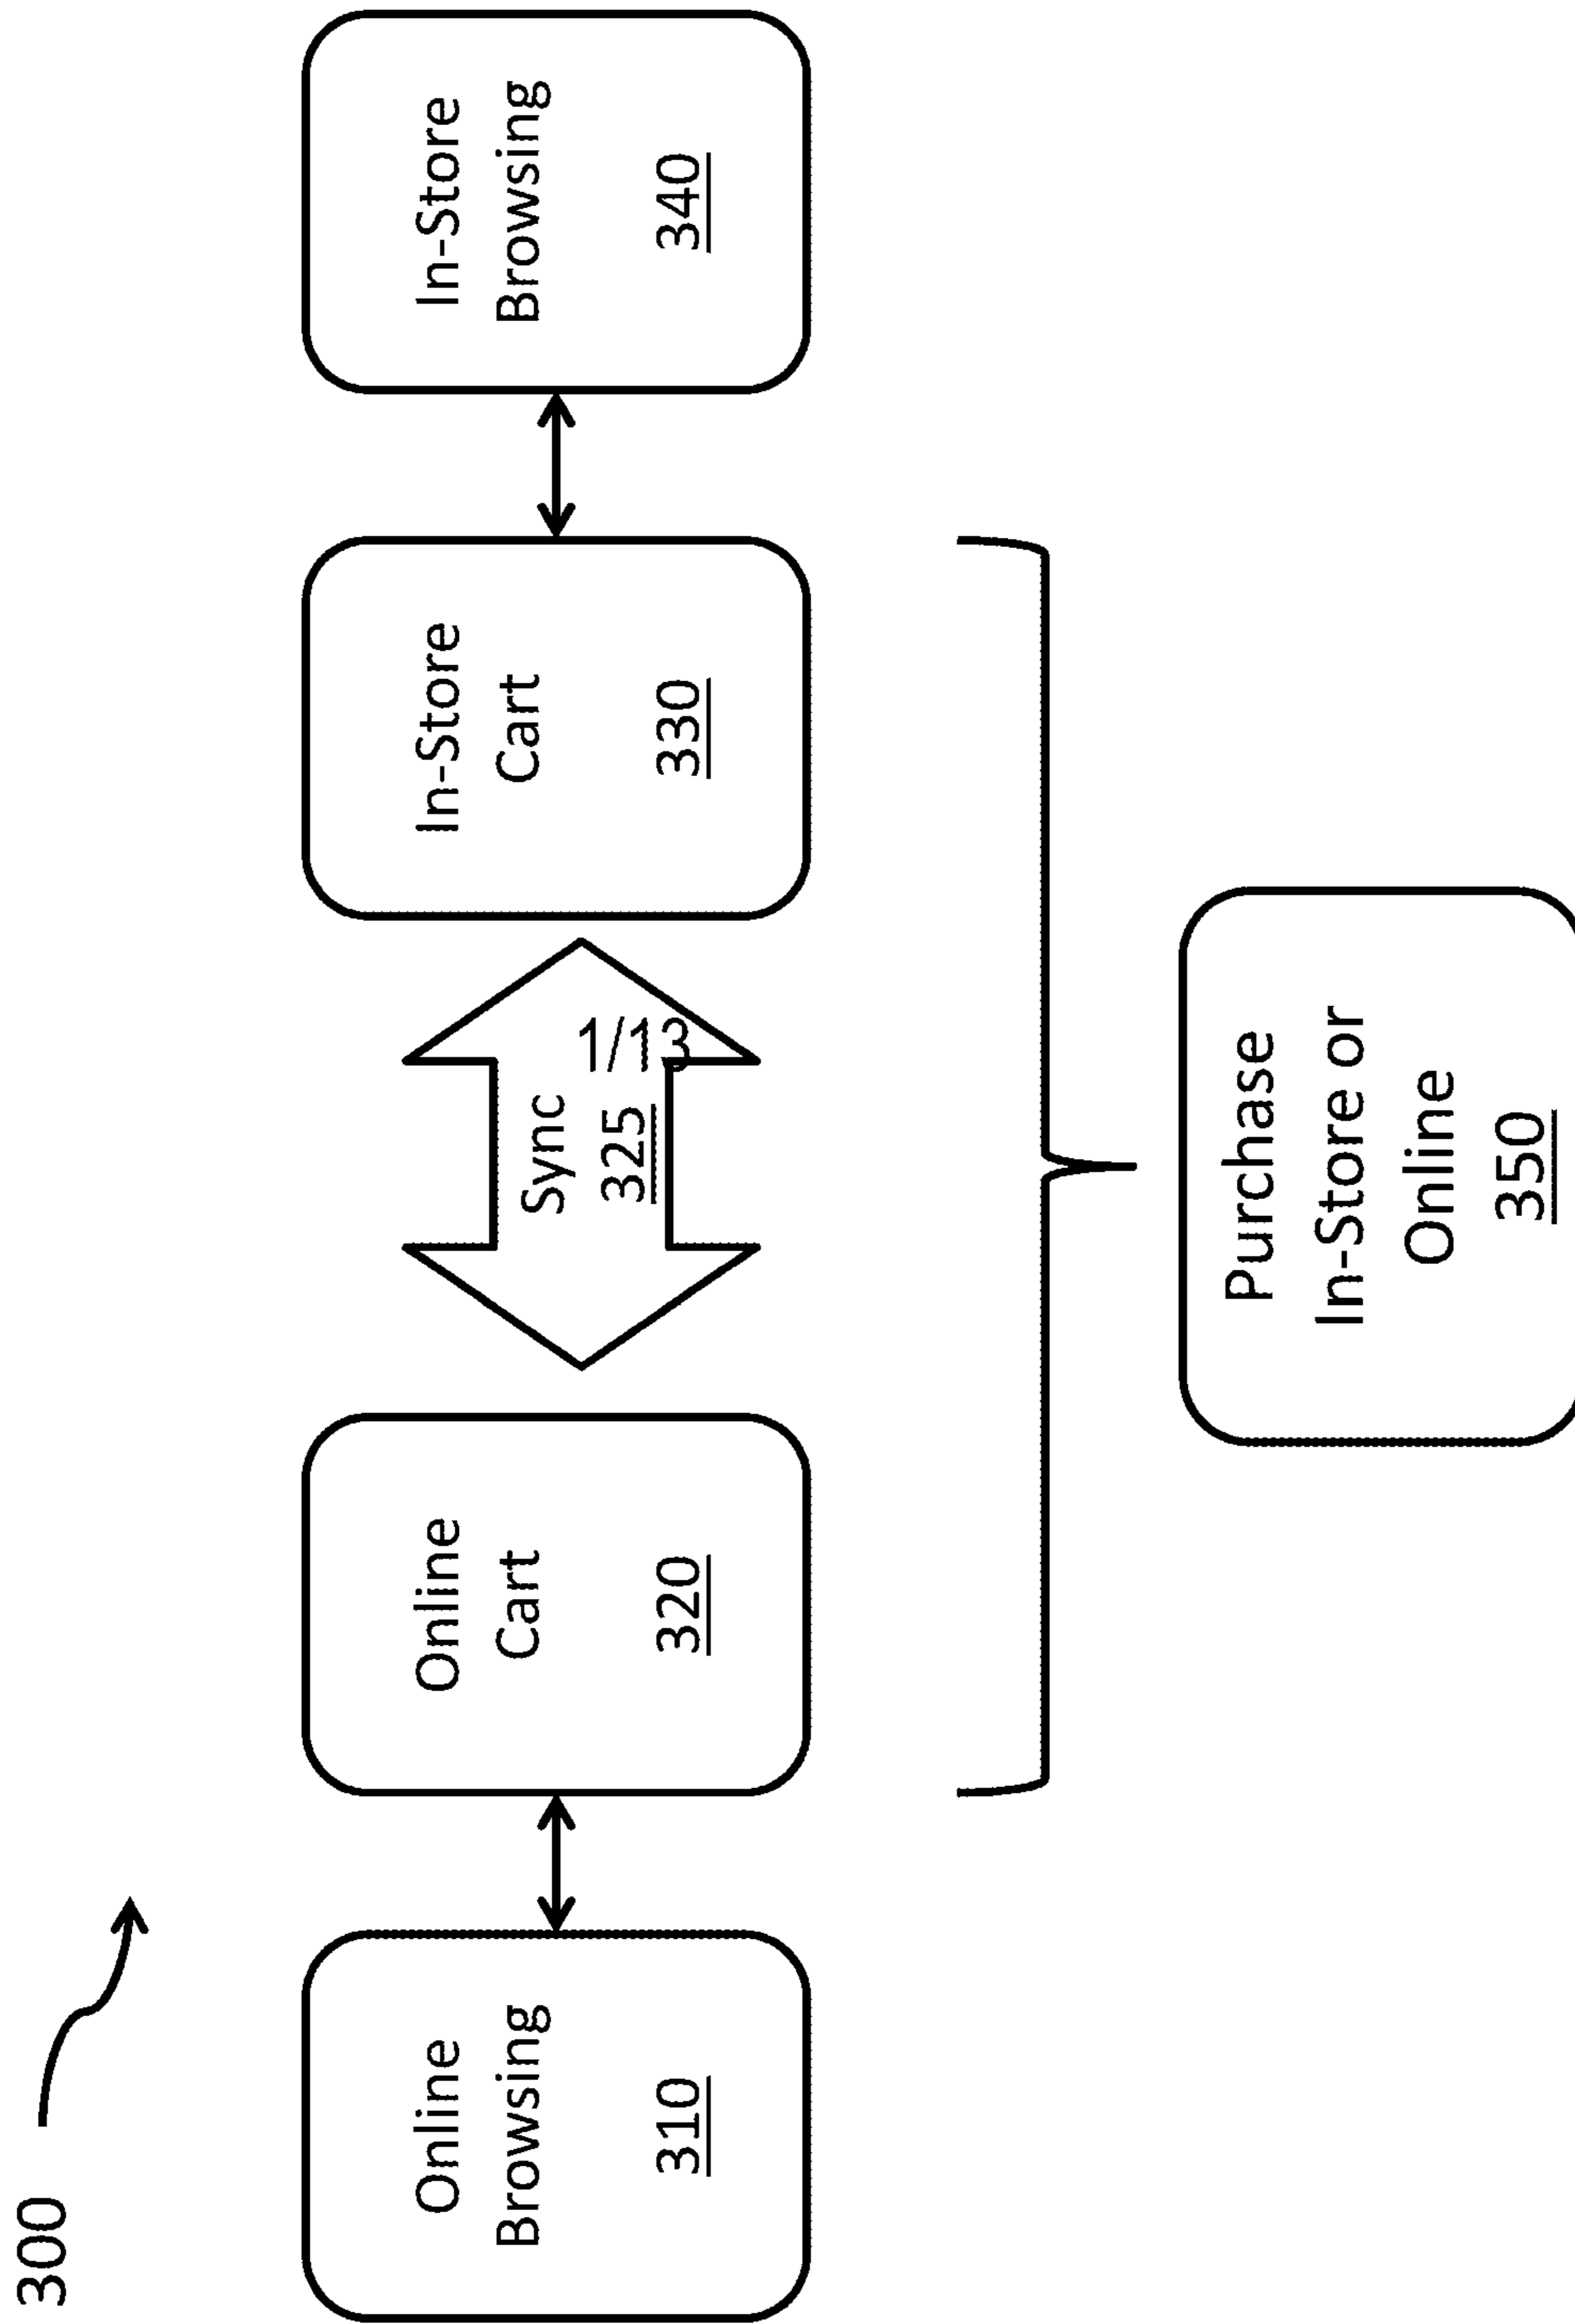 300
Online
Browsing
310
Online
Cart
320
Sync
325
1/13
In-Store
Cart
330
In-Store
Browsing
340
Purchase
In-Store or
Online
350